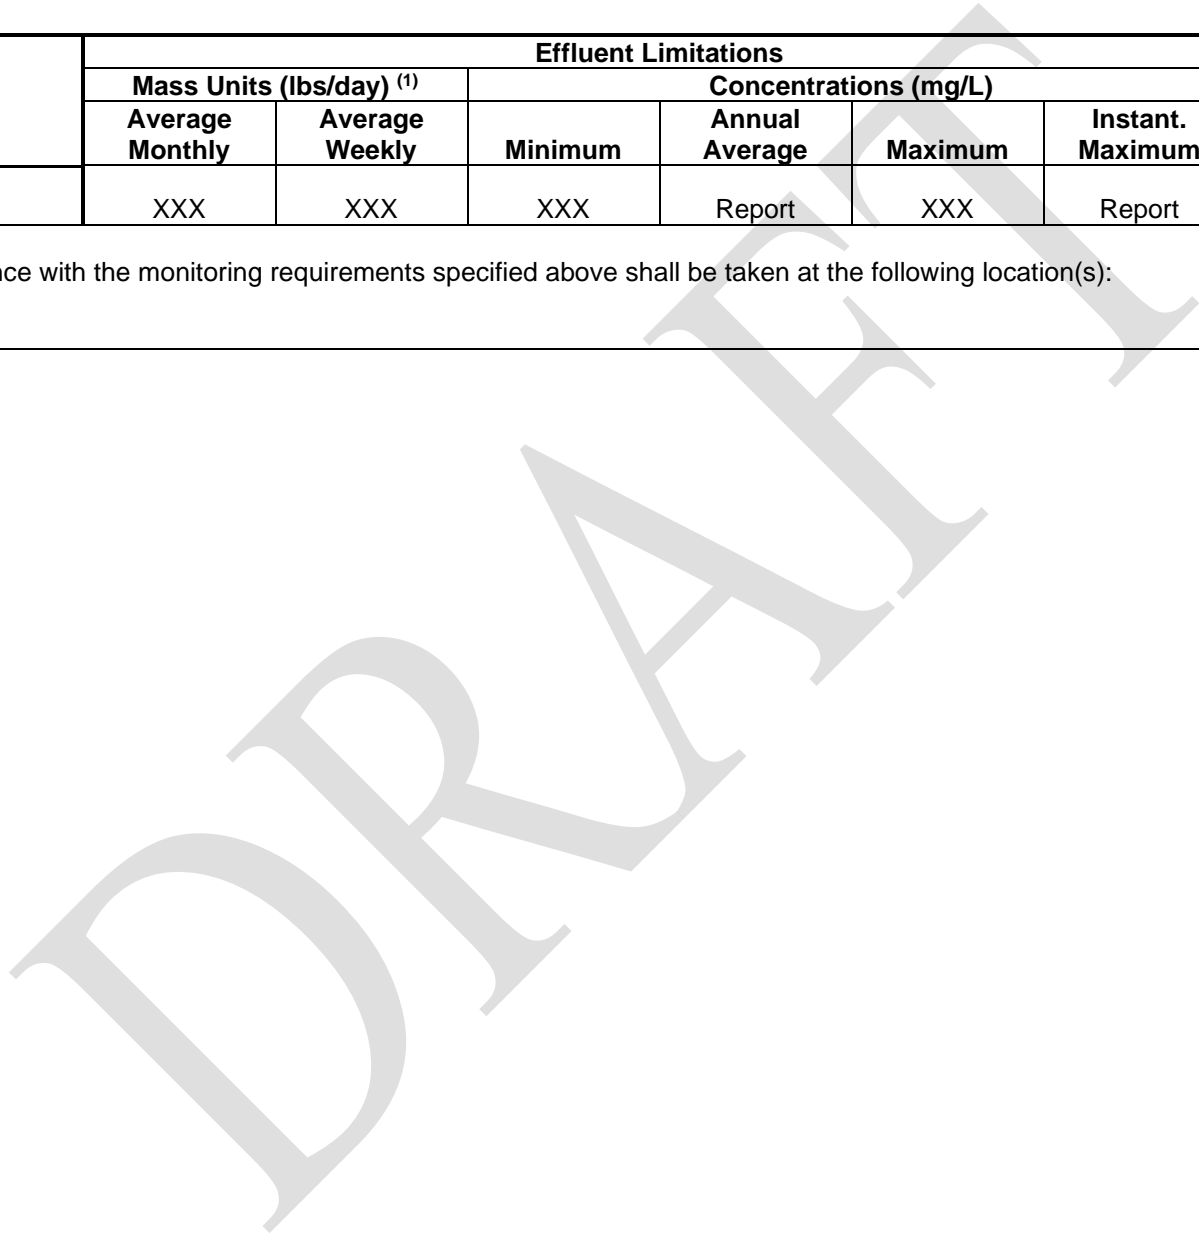 Effluent Limitations
Mass Units (lbs/day) (1) Concentrations (mg/L)
Average Average Annual Instant.
Monthly Weekly Minimum Average Maximum Maximum
XXX XXX XXX Report XXX Report
with the monitoring requirements specified above shall be taken at the following location(s):
DRAFT